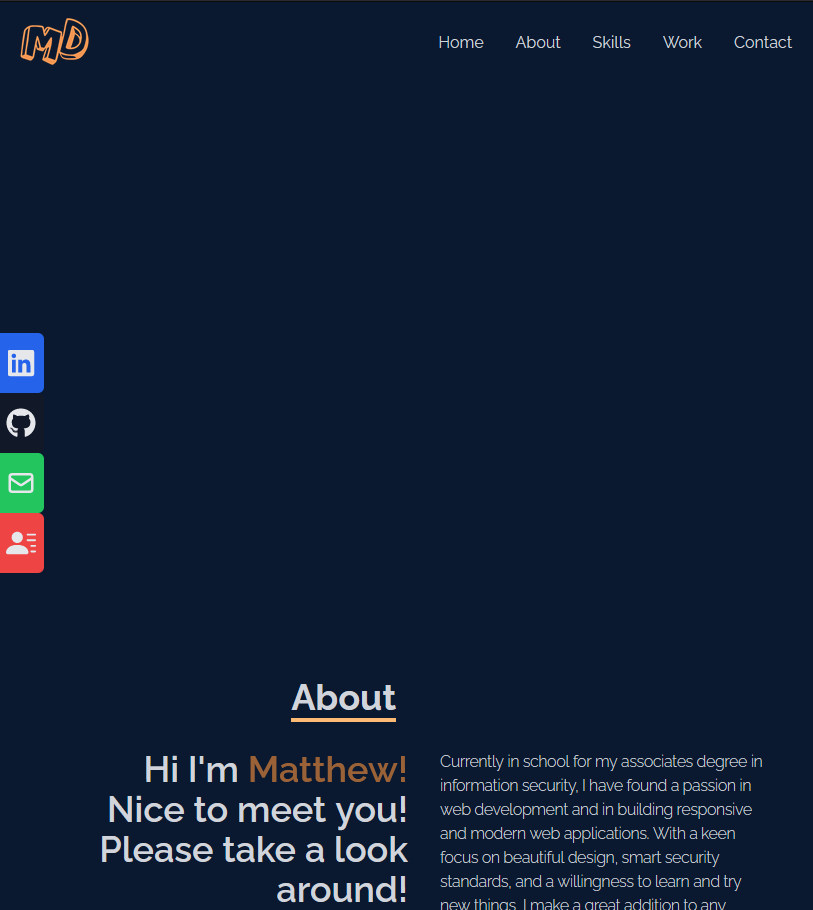 MD
Home About Skills Work Contact
in
About
Hi I'm Matthew!
Nice to meet you!
Please take a look
around!
Currently in school for my associates degree in
information security, I have found a passion in
web development and in building responsive
and modern web applications. With a keen
focus on beautiful design, smart security
standards, and a willingness to learn and try
new things, I make a great addition to any